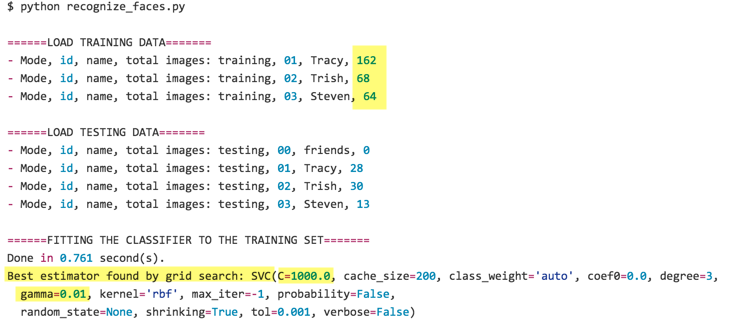 $ python recognize_faces.py
======LOAD TRAINING DATA=======
- Mode, id, name, total images: training, 01, Tracy, 162
- Mode, id, name, total images: training, 02, Trish, 68
- Mode, id, name, total images: training, 03, Steven, 64
======LOAD TESTING DATA=======
- Mode, id, name, total images: testing, 00, friends, 0
- Mode, id, name, total images: testing, 01, Tracy, 28
- Mode, id, name, total images: testing, 02, Trish, 30
- Mode, id, name, total images: testing, 03, Steven, 13
======FITTING THE CLASSIFIER TO THE TRAINING SET=======
Done in 0.761 second(s).
Best estimator found by grid search: SVC(C=1000.0, cache_size=200, class_weight='auto', coef0=0.0, degree=3,
gamma=0.01, kernel='rbf', max_iter=-1, probability=False,
random_state=None, shrinking=True, tol=0.001, verbose=False)